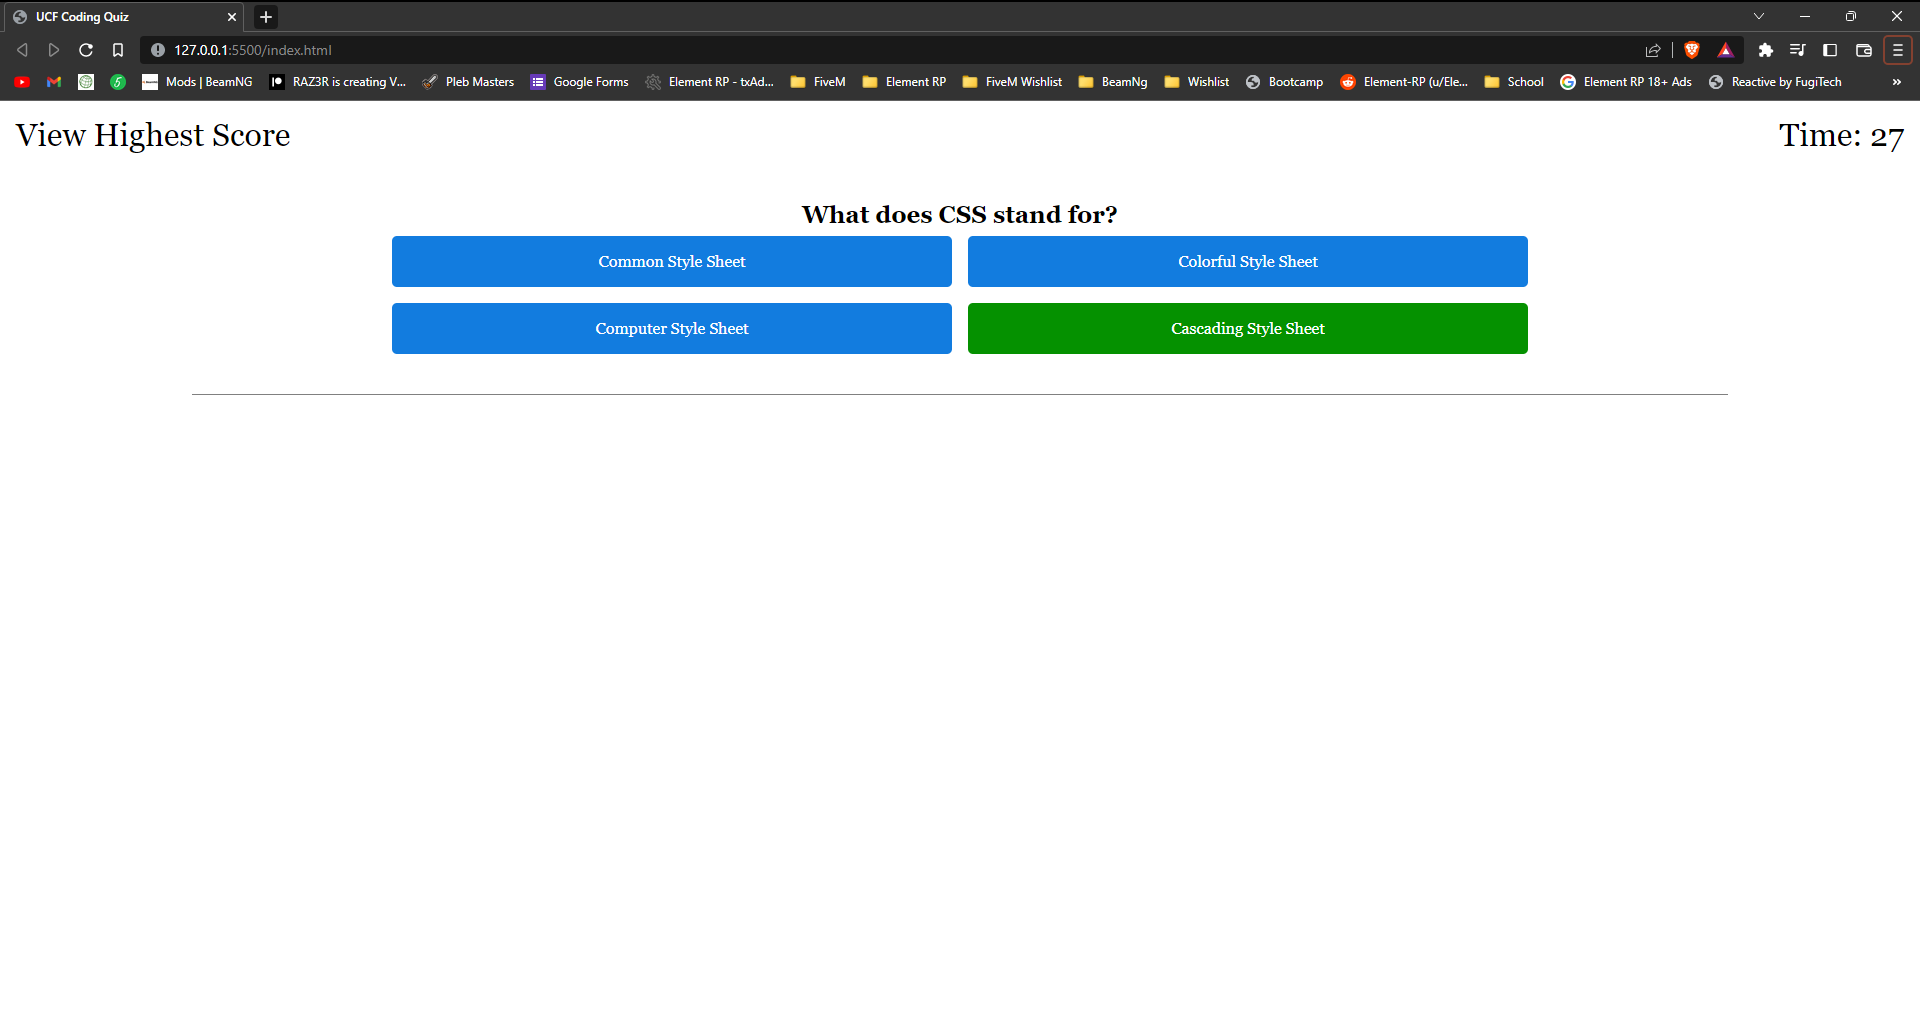 UCF Coding Quiz
127.0.0.1:5500/index.html
Mods | BeamNG RAZ3R is creating V... Pleb Masters Google Forms Element RP - txAd... FiveM Element RP FiveM Wishlist BeamNg Wishlist Bootcamp Element-RP (u/Ele... School Element RP 18+ Ads Reactive by FugiTech »
View Highest Score Time: 27
What does CSS stand for?
Common Style Sheet Colorful Style Sheet
Computer Style Sheet Cascading Style Sheet